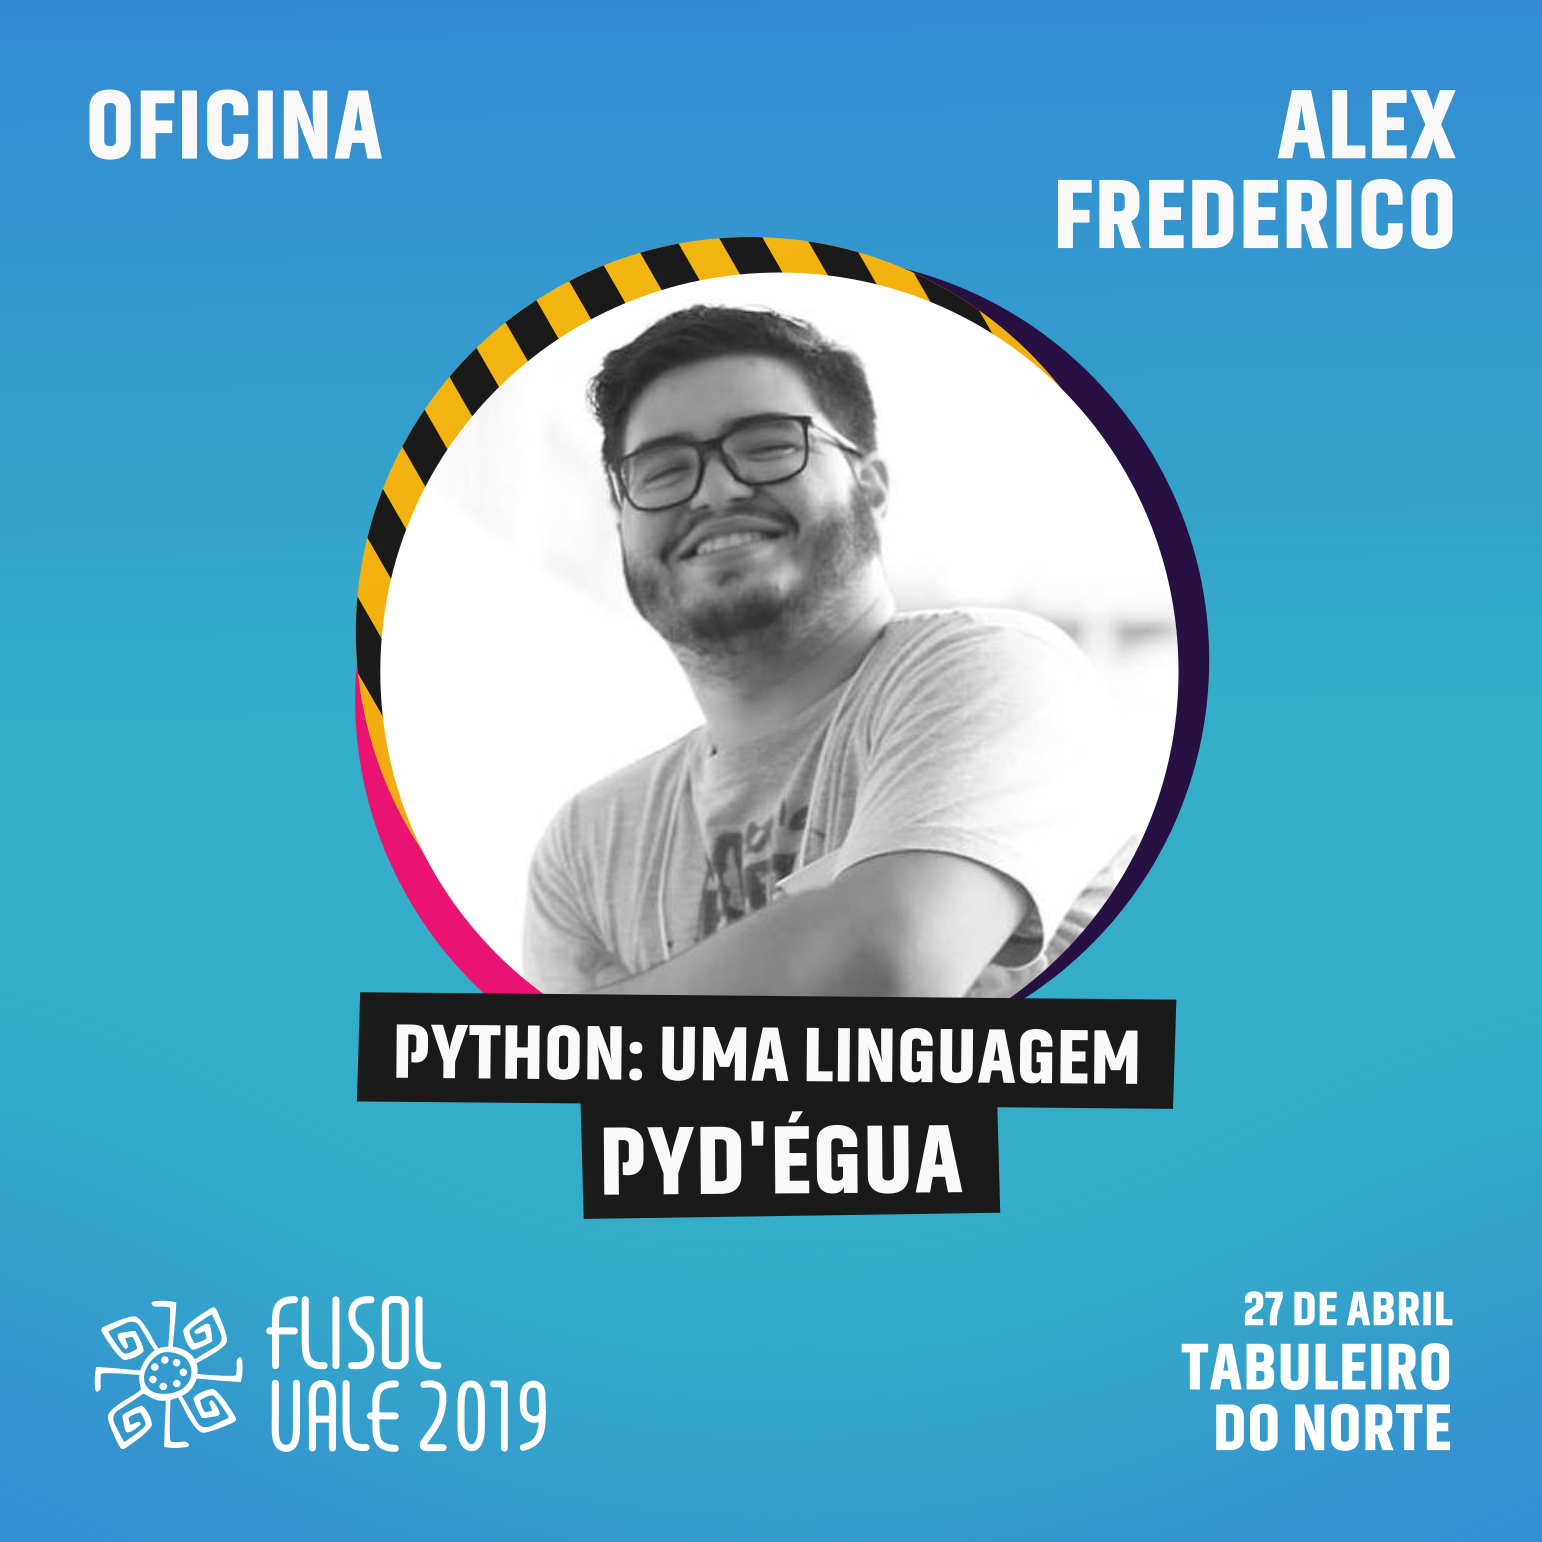 OFICINA
ALEX
FREDERICO
PYTHON: UMA LINGUAGEM
PYD'ÉGUA
FLISOL
VALE 2019
27 DE ABRIL
TABULEIRO
DO NORTE